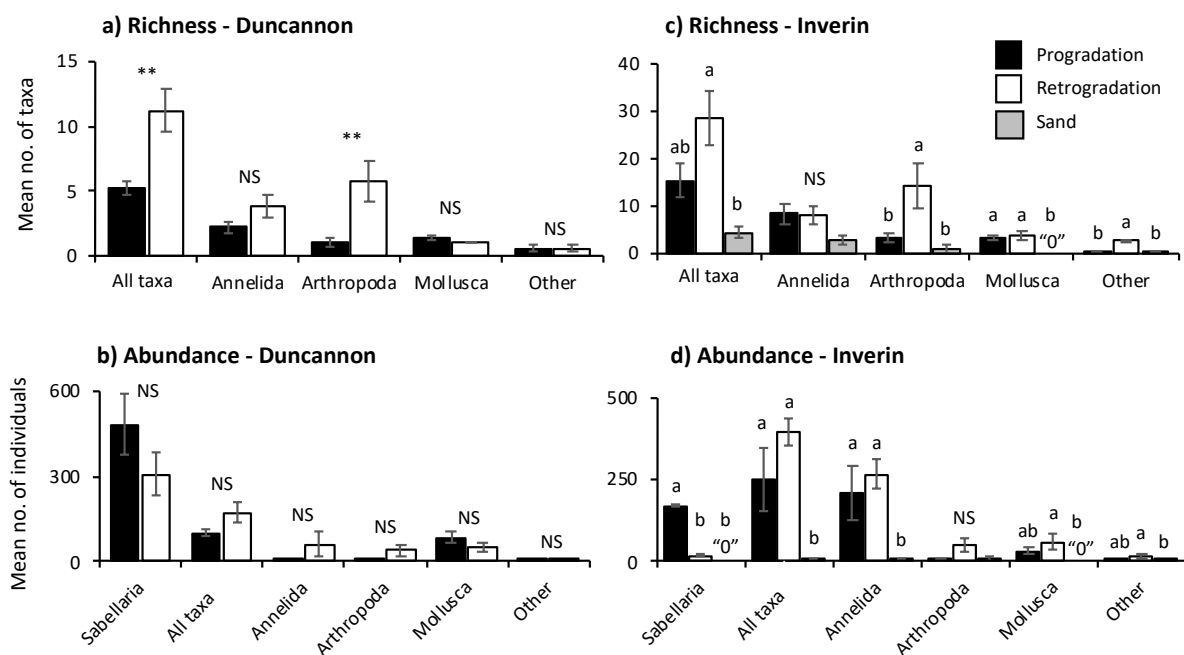 a) Richness - Duncannon
Mean no. of taxa
15
10
5
0
**
NS
**
NS
NS
All taxa Annelida Arthropoda Mollusca Other
c) Richness - Inverin
Progradation
Retrogradation
Sand
40
30
20
10
0
ab a b
NS
b a b
a a b
“0”
b a b
All taxa Annelida Arthropoda Mollusca Other
b) Abundance - Duncannon
Mean no. of individuals
600
300
0
NS
NS
NS
NS
NS
NS
Sabellaria All taxa Annelida Arthropoda Mollusca Other
d) Abundance - Inverin
500
250
0
a b b
“0”
a a b
a a b
NS
ab a b
“0”
ab a b
Sabellaria All taxa Annelida Arthropoda Mollusca Other